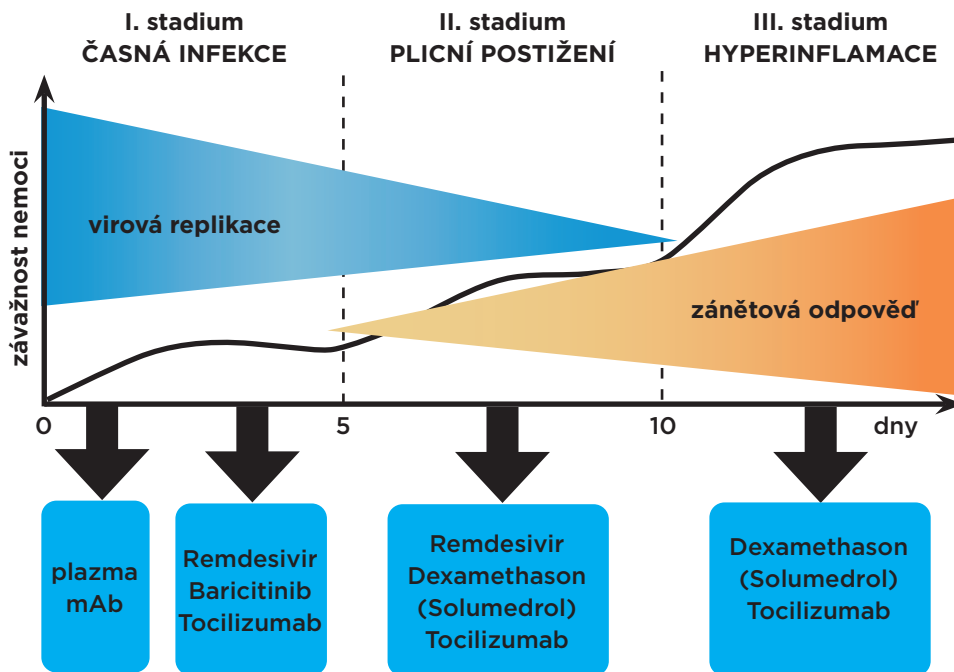 I. stadium
ČASNÁ INFEKCE
II. stadium
PLICNÍ POSTIŽENÍ
III. stadium
HYPERINFLAMACE
závažnost nemoci
virová replikace
zánětová odpověď
0
5
10
dny
plazma
mAb
Remdesivir
Baricitinib
Tocilizumab
Remdesivir
Dexamethason
(Solumedrol)
Tocilizumab
Dexamethason
(Solumedrol)
Tocilizumab